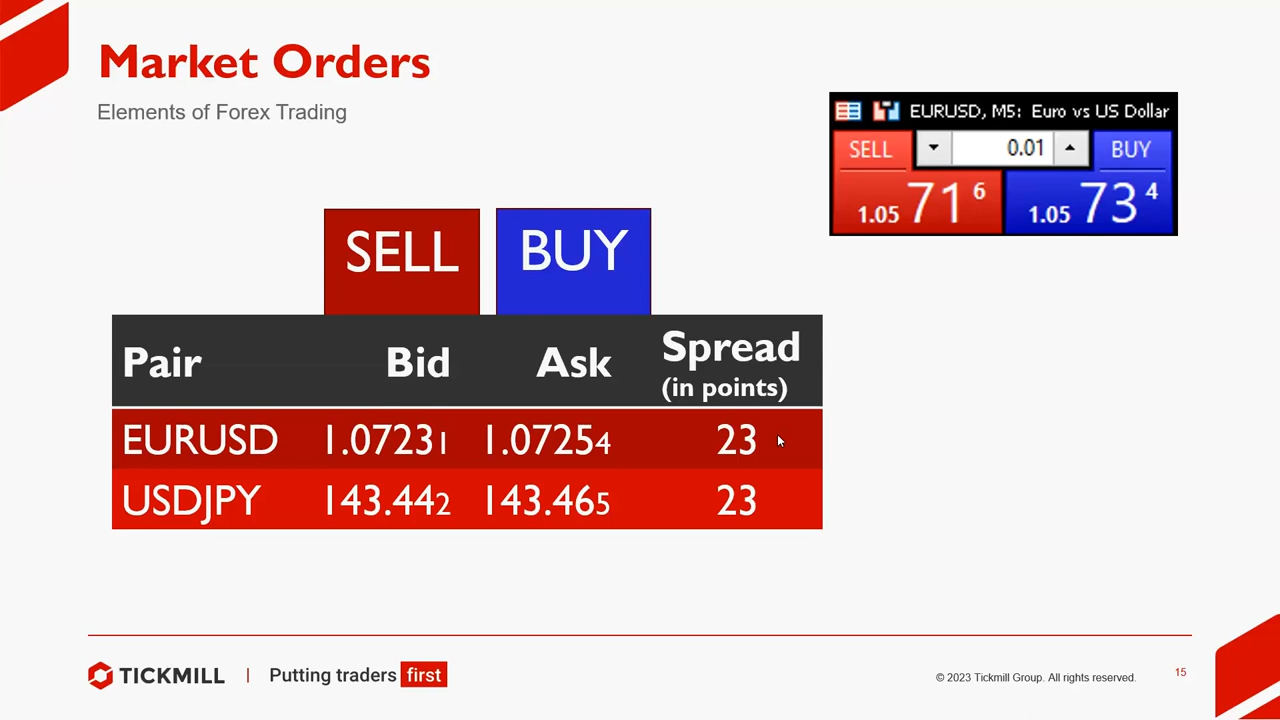 Market Orders
Elements of Forex Trading
EURUSD, M5: Euro vs US Dollar
SELL 0.01 BUY
1.05 71 6 1.05 73 4
SELL BUY
Pair Bid Ask Spread
(in points)
EURUSD 1.07231 1.07254 23
USDJPY 143.442 143.465 23
TICKMILL | Putting traders first
© 2023 Tickmill Group. All rights reserved. 15